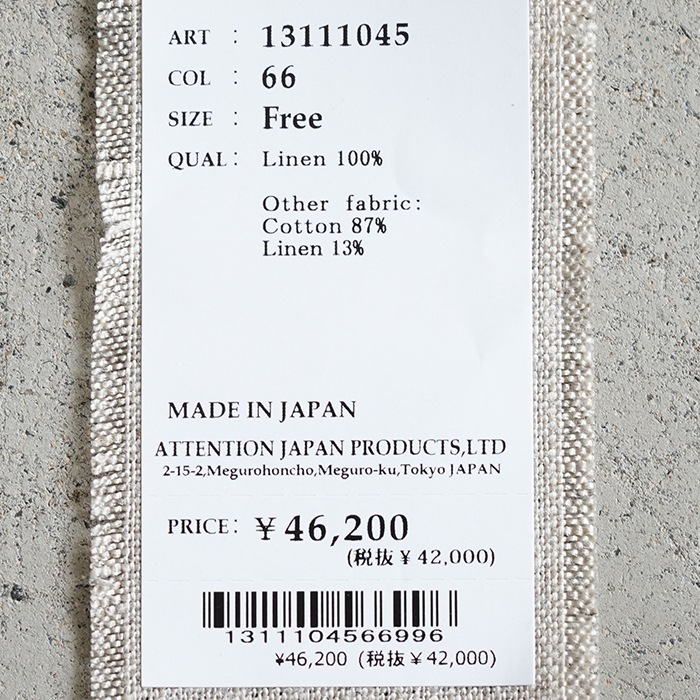 ART : 13111045
COL : 66
SIZE : Free
QUAL: Linen 100%
Other fabric:
Cotton 87%
Linen 13%
MADE IN JAPAN
ATTENTION JAPAN PRODUCTS,LTD
2-15-2,Megurohoncho,Meguro-ku,Tokyo JAPAN
PRICE: ¥46,200
(税抜¥42,000)
1311104566996
¥46,200 (税抜¥42,000)